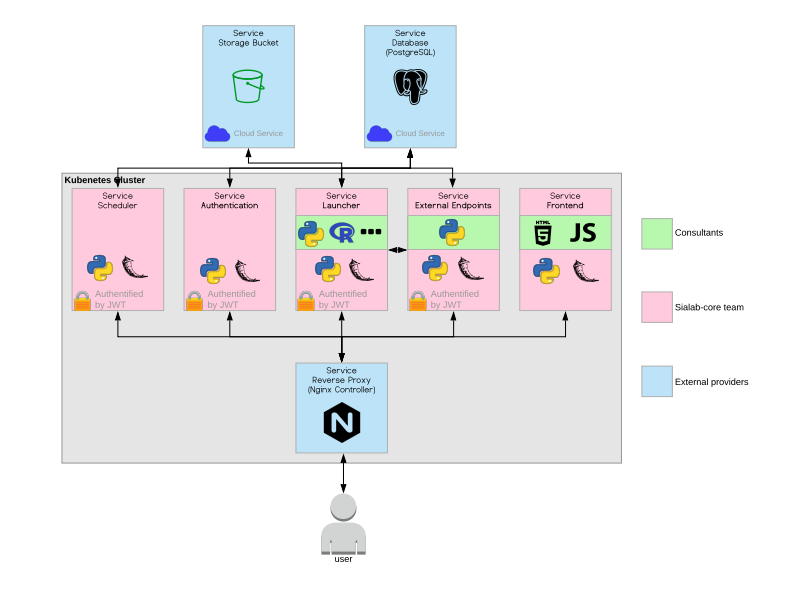 Service
Storage Bucket
Cloud Service
Service
Database
(PostgreSQL)
Cloud Service
Kubenetes Cluster
Service
Scheduler
Authentified
by JWT
Service
Authentication
Authentified
by JWT
Service
Launcher
R
Authentified
by JWT
Service
External Endpoints
Authentified
by JWT
Service
Frontend
HTML
5
JS
Service
Reverse Proxy
(Nginx Controller)
N
user
Consultants
Sialab-core team
External providers